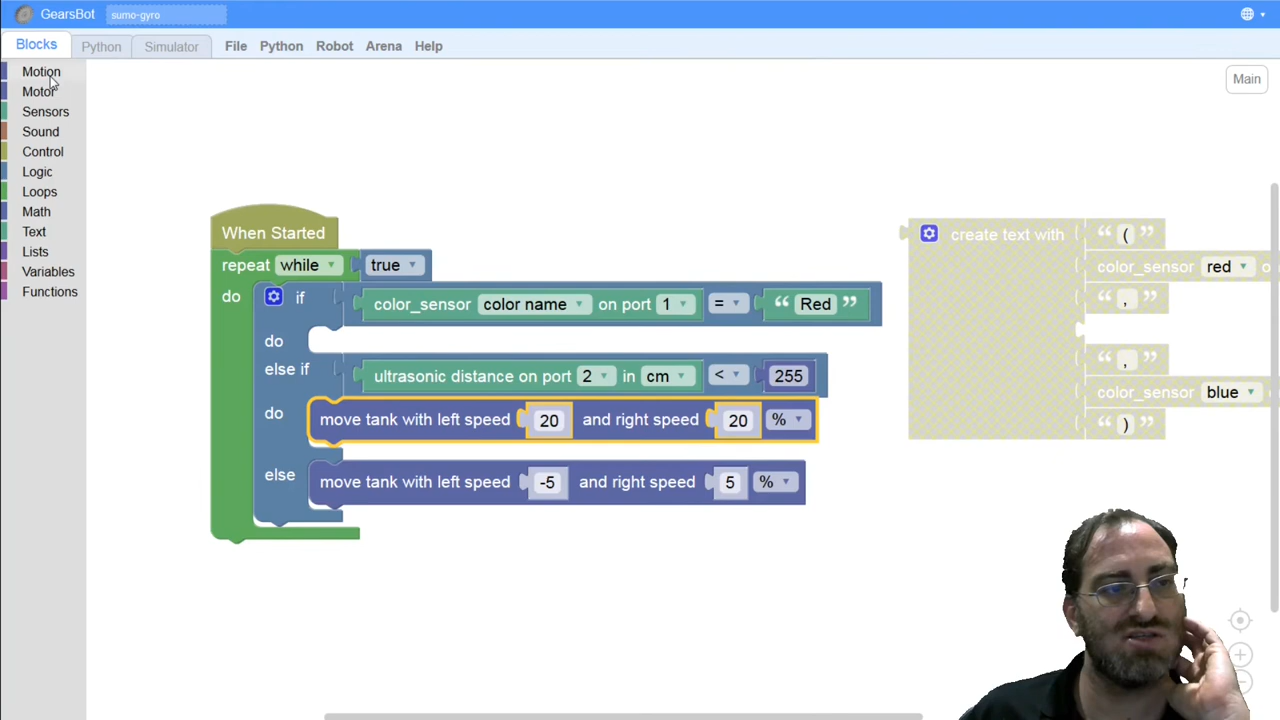 GearsBot sumo-gyro
Blocks Python Simulator File Python Robot Arena Help
Motion
Motor
Sensors
Sound
Control
Logic
Loops
Math
Text
Lists
Variables
Functions
Main
When Started
repeat while true
do if color_sensor color name on port 1 = “ Red ”
do
else if ultrasonic distance on port 2 in cm < 255
do move tank with left speed 20 and right speed 20 %
else move tank with left speed -5 and right speed 5 %
create text with “ ( ”
color_sensor red
“ , ”
“ , ”
color_sensor blue
“ ) ”